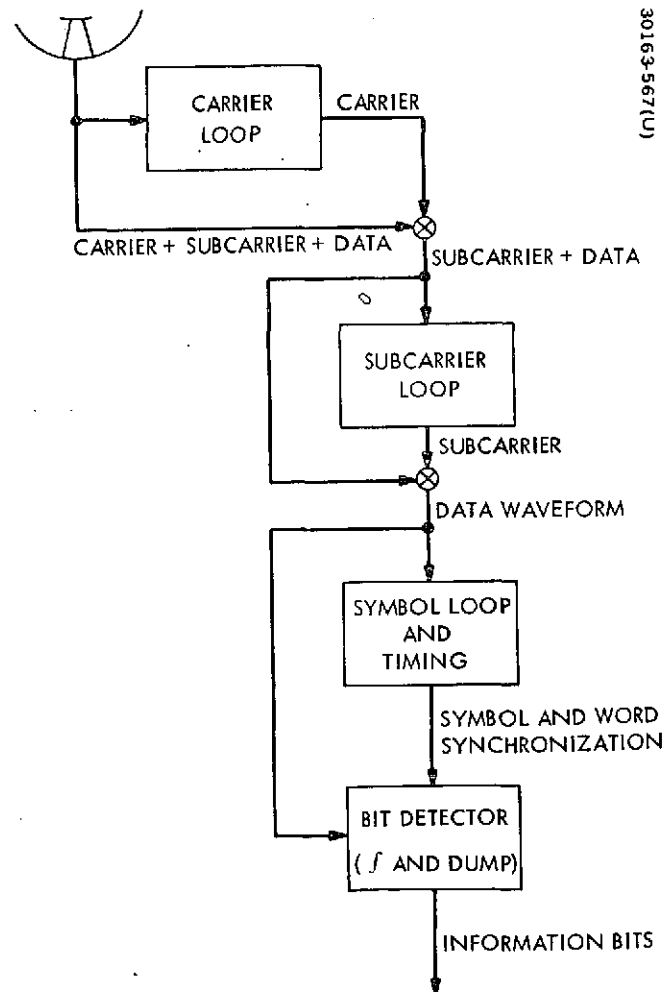 30163-567(U)
CARRIER
LOOP
CARRIER
CARRIER + SUBCARRIER + DATA
SUBCARRIER + DATA
SUBCARRIER
LOOP
SUBCARRIER
DATA WAVEFORM
SYMBOL LOOP
AND
TIMING
SYMBOL AND WORD
SYNCHRONIZATION
BIT DETECTOR
( ∫ AND DUMP)
INFORMATION BITS